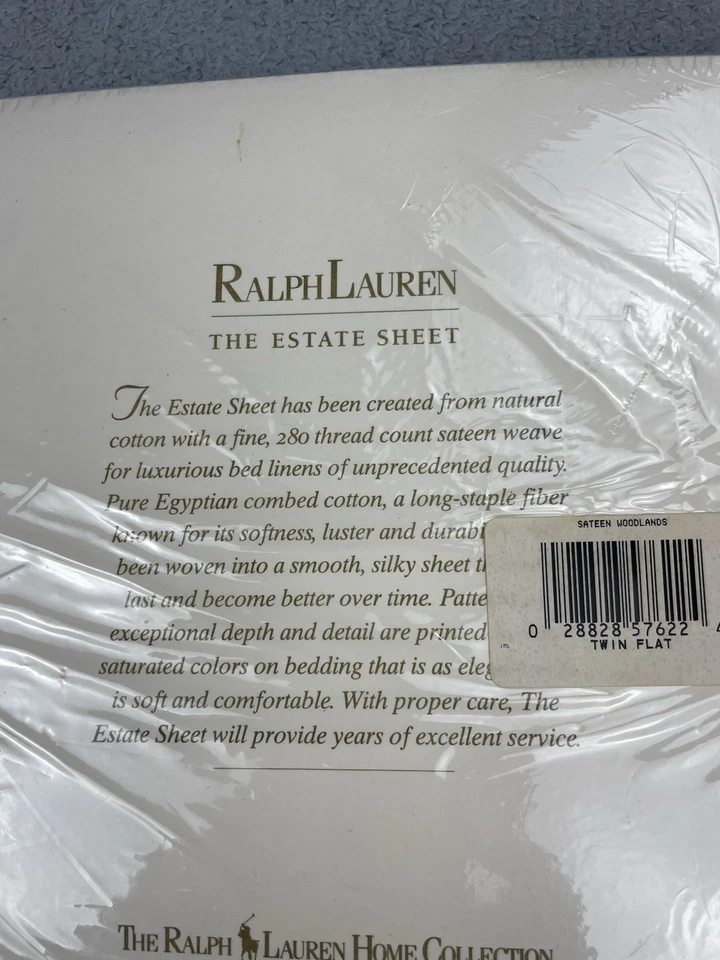 RALPH LAUREN
THE ESTATE SHEET
The Estate Sheet has been created from natural
cotton with a fine, 280 thread count sateen weave
for luxurious bed linens of unprecedented quality.
Pure Egyptian combed cotton, a long-staple fiber
known for its softness, luster and durabi
been woven into a smooth, silky sheet
last and become better over time. Patte
exceptional depth and detail are printed
saturated colors on bedding that is as eleg
is soft and comfortable. With proper care, The
Estate Sheet will provide years of excellent service.
SATEEN WOODLANDS
0 28828 57622
TWIN FLAT
THE RALPH LAUREN HOME COLLECTION